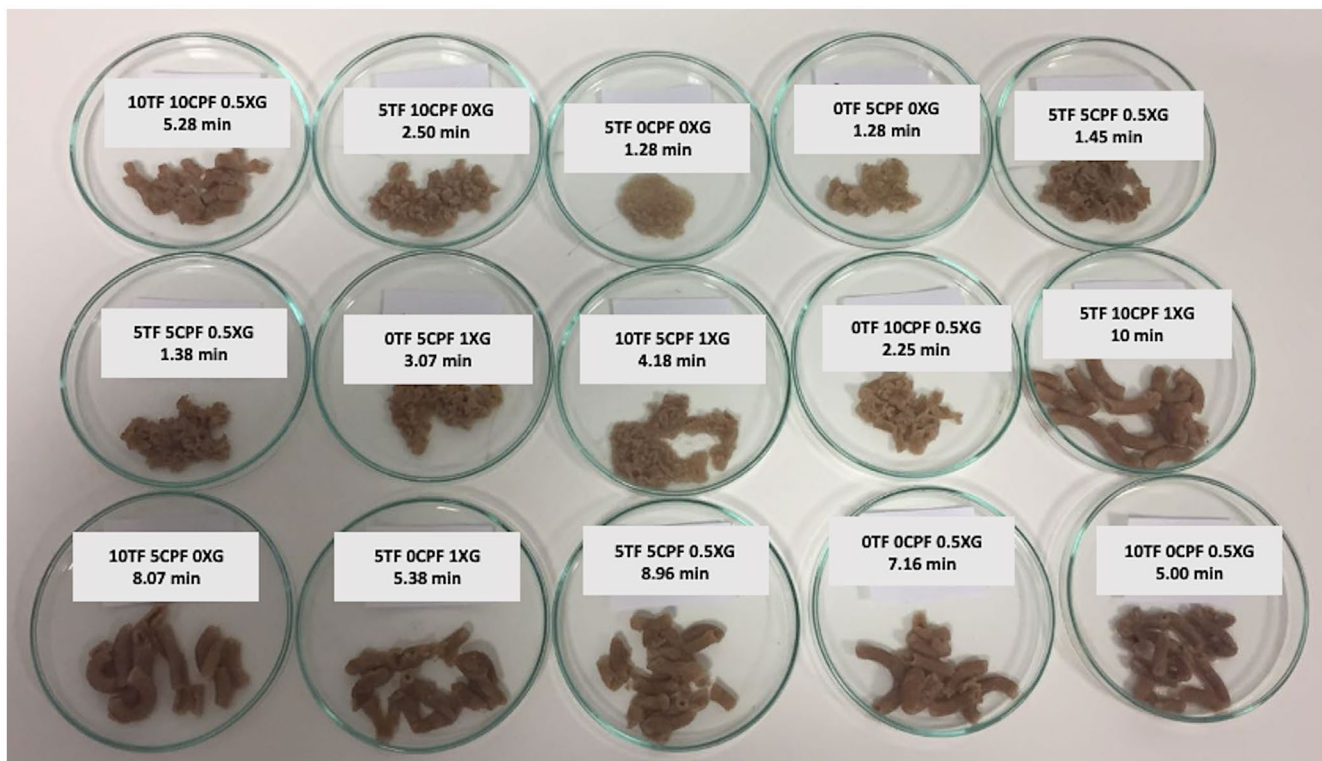 10TF 10CPF 0.5XG
5.28 min
5TF 10CPF 0XG
2.50 min
5TF 0CPF 0XG
1.28 min
0TF 5CPF 0XG
1.28 min
5TF 5CPF 0.5XG
1.45 min
5TF 5CPF 0.5XG
1.38 min
0TF 5CPF 1XG
3.07 min
10TF 5CPF 1XG
4.18 min
0TF 10CPF 0.5XG
2.25 min
5TF 10CPF 1XG
10 min
10TF 5CPF 0XG
8.07 min
5TF 0CPF 1XG
5.38 min
5TF 5CPF 0.5XG
8.96 min
0TF 0CPF 0.5XG
7.16 min
10TF 0CPF 0.5XG
5.00 min